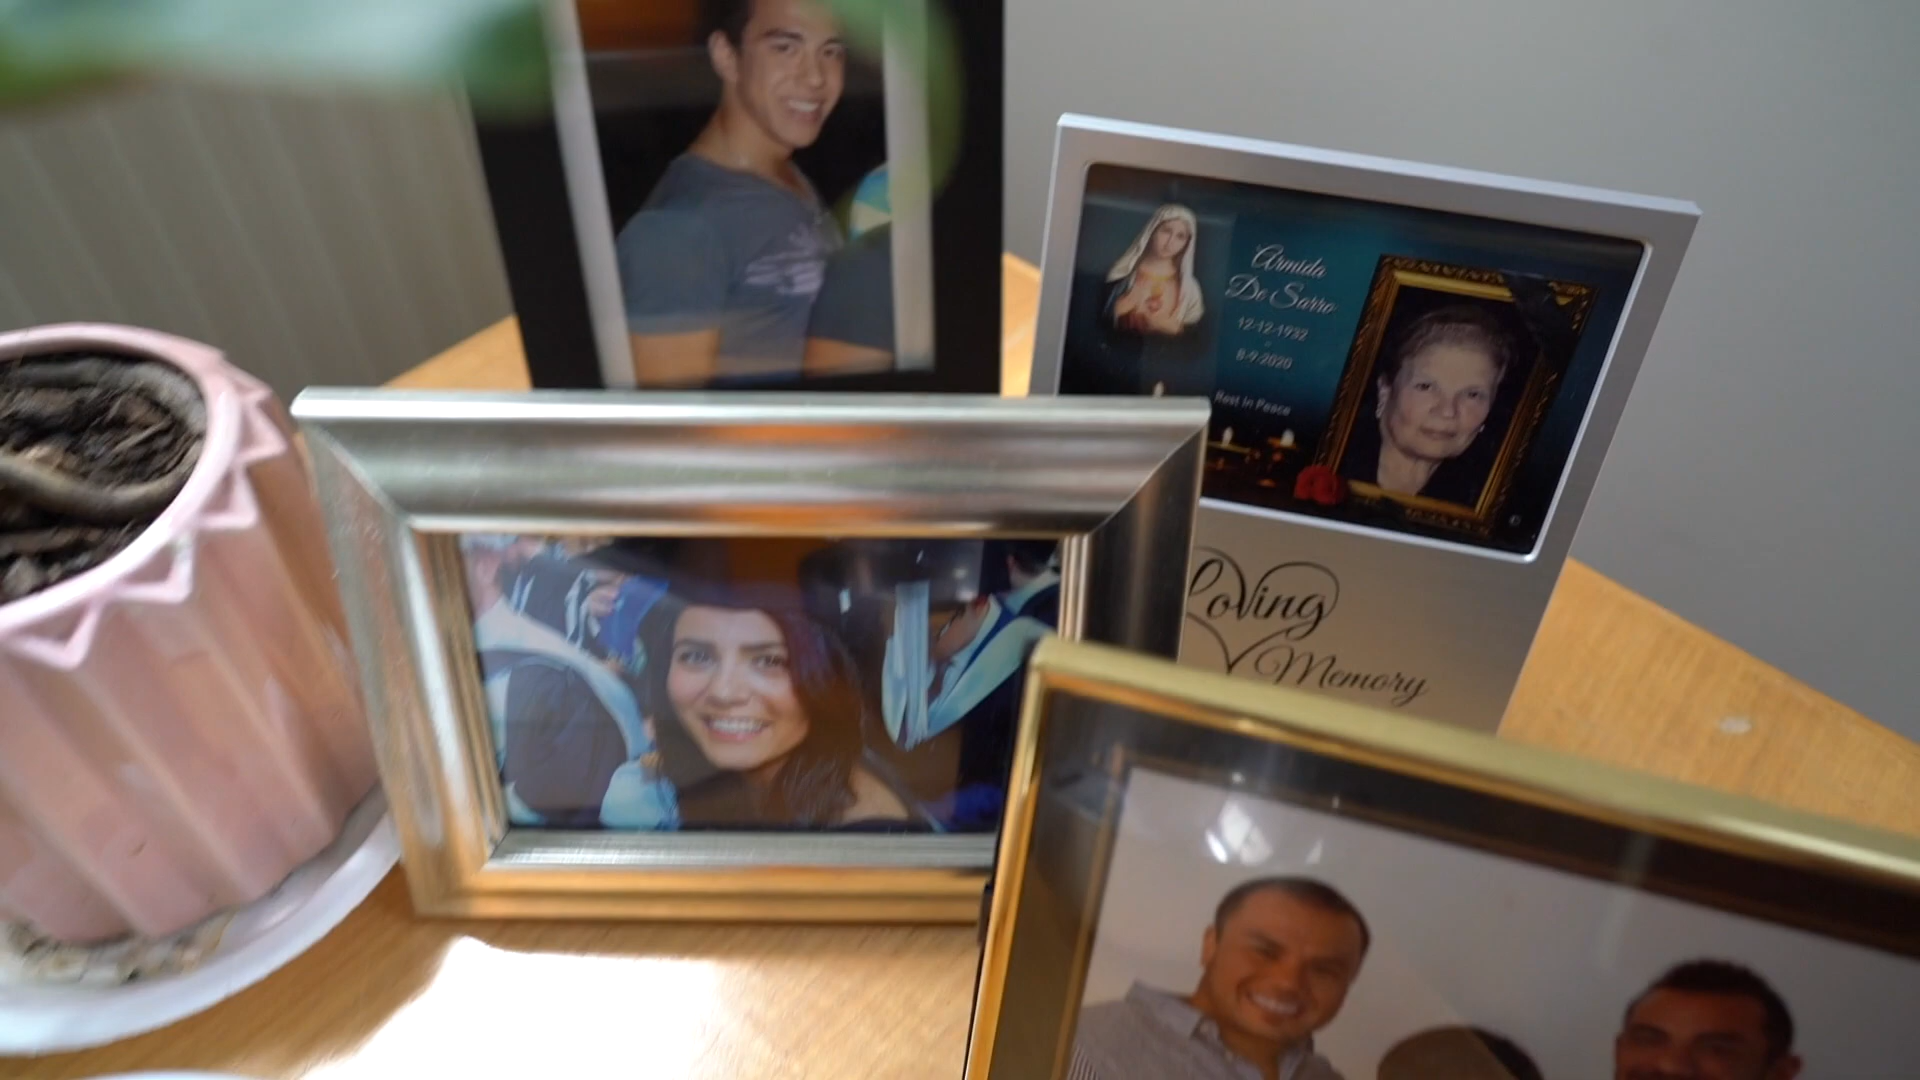 Armida
De Sarro
12-12-1932
-
8-9-2020
Rest In Peace
Loving
Memory